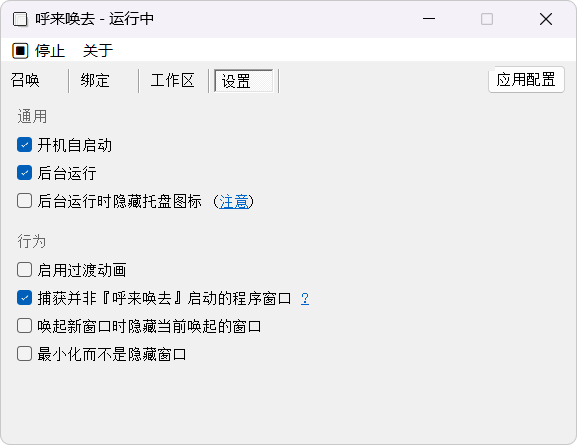 呼来唤去 - 运行中
停止 关于
召唤 绑定 工作区 设置 应用配置
通用
开机自启动
后台运行
后台运行时隐藏托盘图标 (注意)
行为
启用过渡动画
捕获并非『呼来唤去』启动的程序窗口 ?
唤起新窗口时隐藏当前唤起的窗口
最小化而不是隐藏窗口